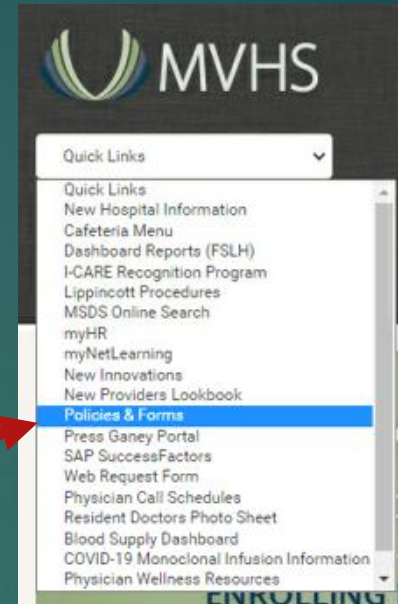 MVHS
Quick Links
Quick Links
New Hospital Information
Cafeteria Menu
Dashboard Reports (FSLH)
I-CARE Recognition Program
Lippincott Procedures
MSDS Online Search
myHR
myNetLearning
New Innovations
New Providers Lookbook
Policies & Forms
Press Ganey Portal
SAP SuccessFactors
Web Request Form
Physician Call Schedules
Resident Doctors Photo Sheet
Blood Supply Dashboard
COVID-19 Monoclonal Infusion Information
Physician Wellness Resources
ENROLLING